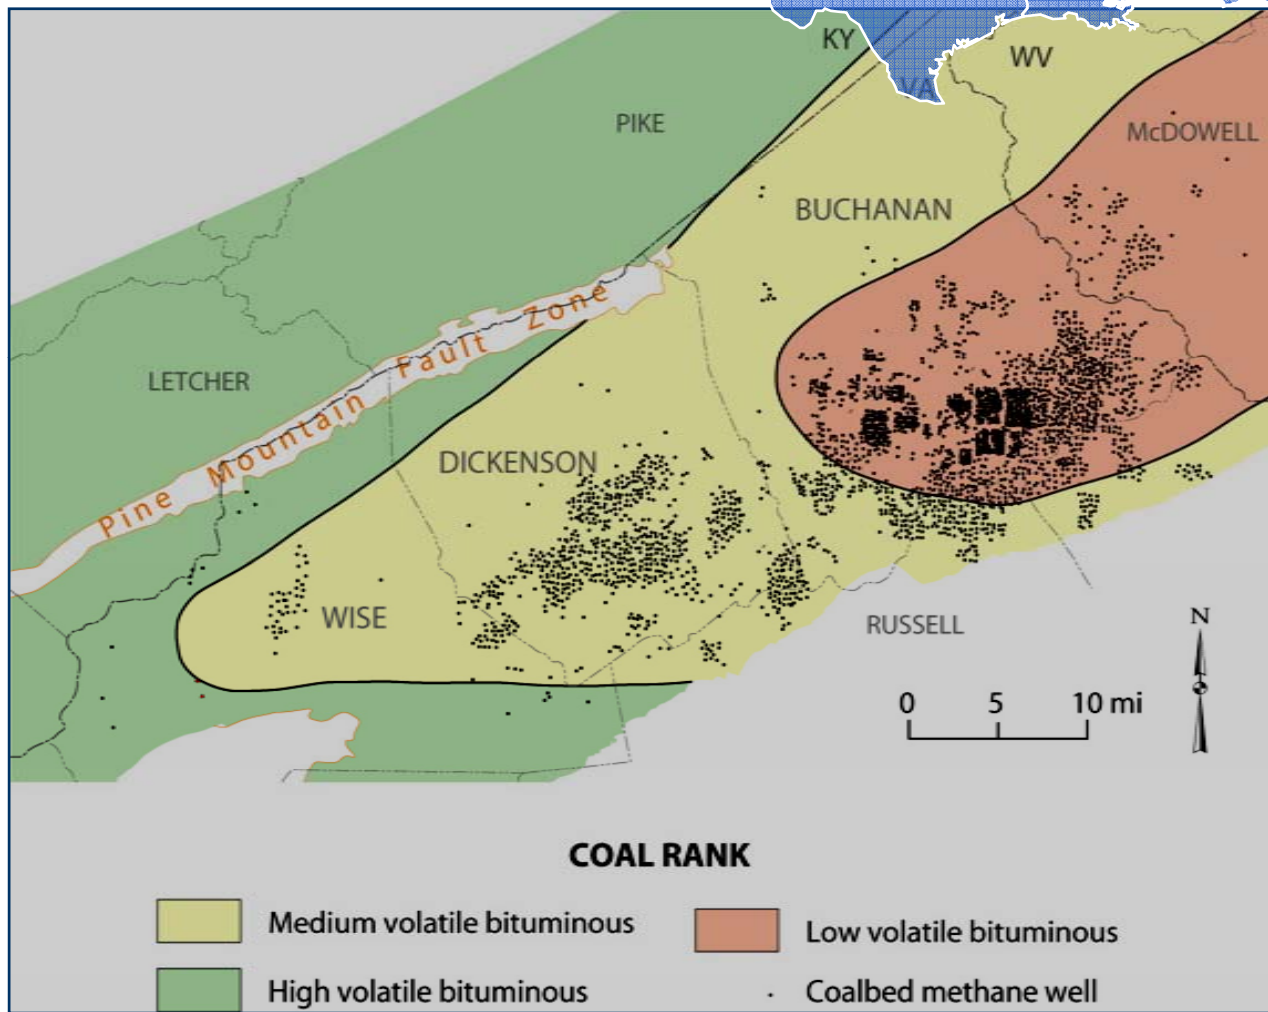 KY
WV
VA
PIKE
McDOWELL
BUCHANAN
Pine Mountain Fault Zone
LETCHER
DICKENSON
WISE
RUSSELL
N
0 5 10 mi
COAL RANK
Medium volatile bituminous
Low volatile bituminous
High volatile bituminous
Coalbed methane well